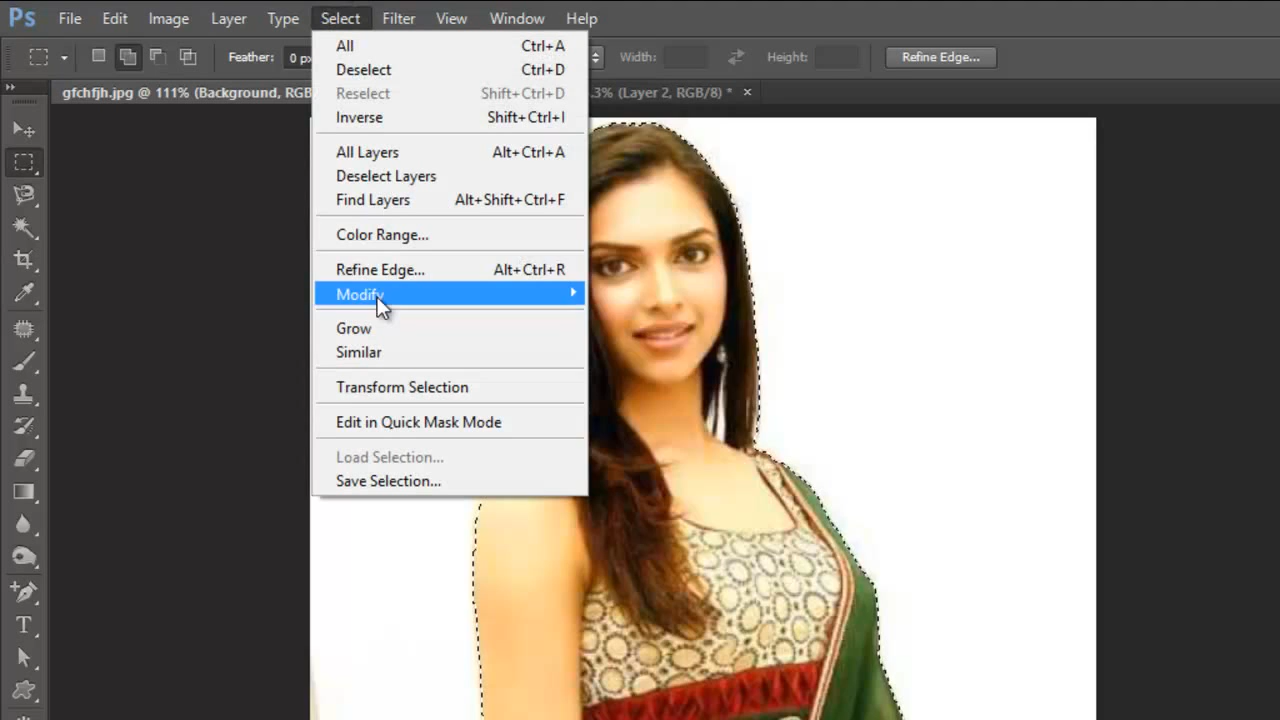 Ps File Edit Image Layer Type Select Filter View Window Help
Feather: 0 px Width: Height: Refine Edge...
gfchfjh.jpg @ 111% (Background, RGB .3% (Layer 2, RGB/8) * ×
All Ctrl+A
Deselect Ctrl+D
Reselect Shift+Ctrl+D
Inverse Shift+Ctrl+I
All Layers Alt+Ctrl+A
Deselect Layers
Find Layers Alt+Shift+Ctrl+F
Color Range...
Refine Edge... Alt+Ctrl+R
Modify
Grow
Similar
Transform Selection
Edit in Quick Mask Mode
Load Selection...
Save Selection...
T